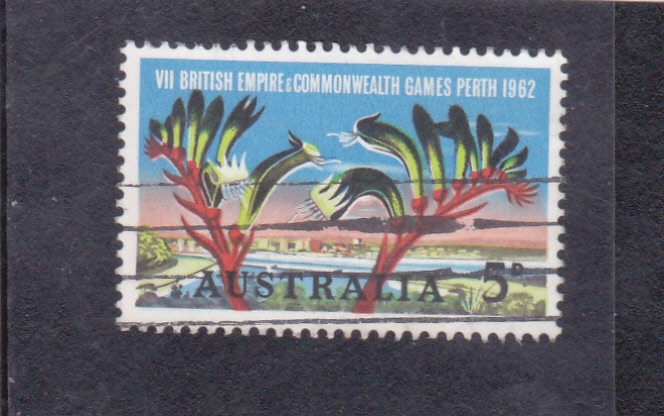 VII BRITISH EMPIRE & COMMONWEALTH GAMES PERTH 1962
AUSTRALIA 5D